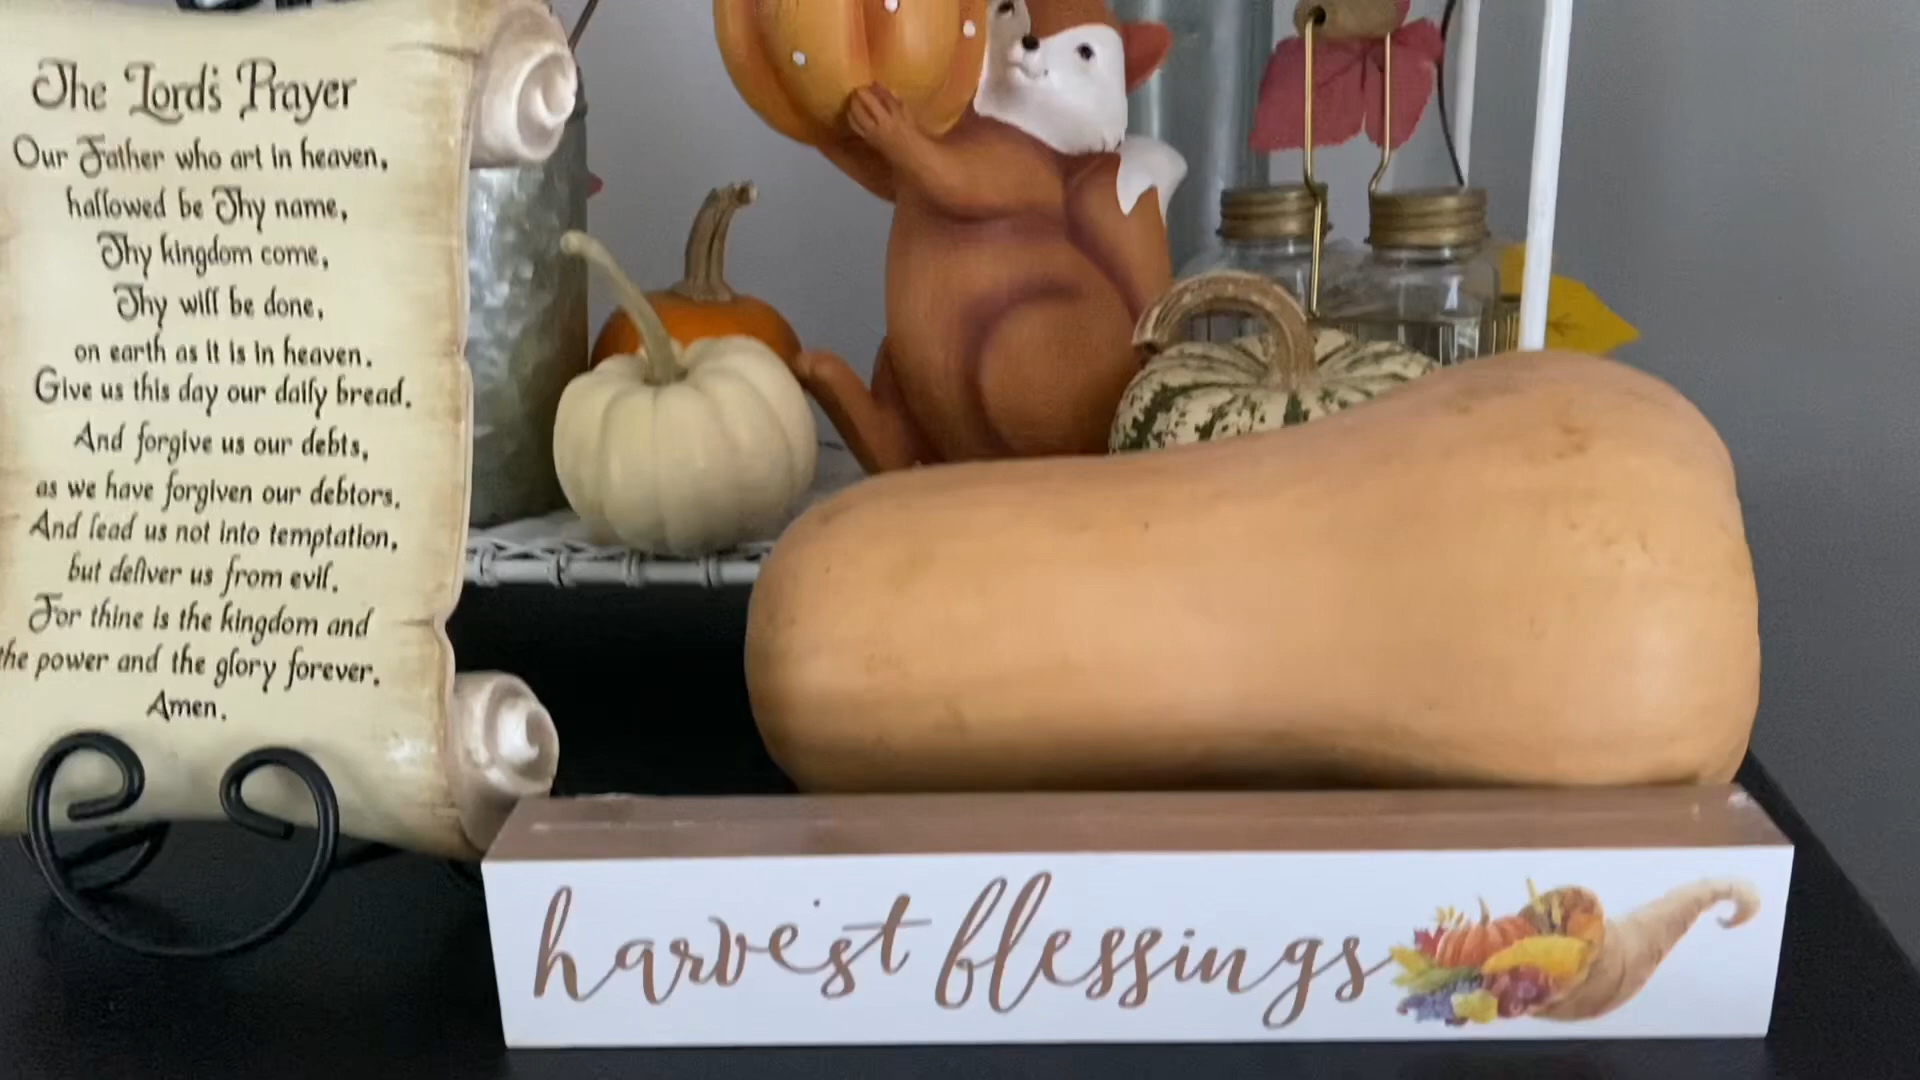 The Lord's Prayer
Our Father who art in heaven,
hallowed be Thy name,
Thy kingdom come,
Thy will be done,
on earth as it is in heaven.
Give us this day our daily bread.
And forgive us our debts,
as we have forgiven our debtors.
And lead us not into temptation,
but deliver us from evil.
For thine is the kingdom and
the power and the glory forever.
Amen.
harvest blessings